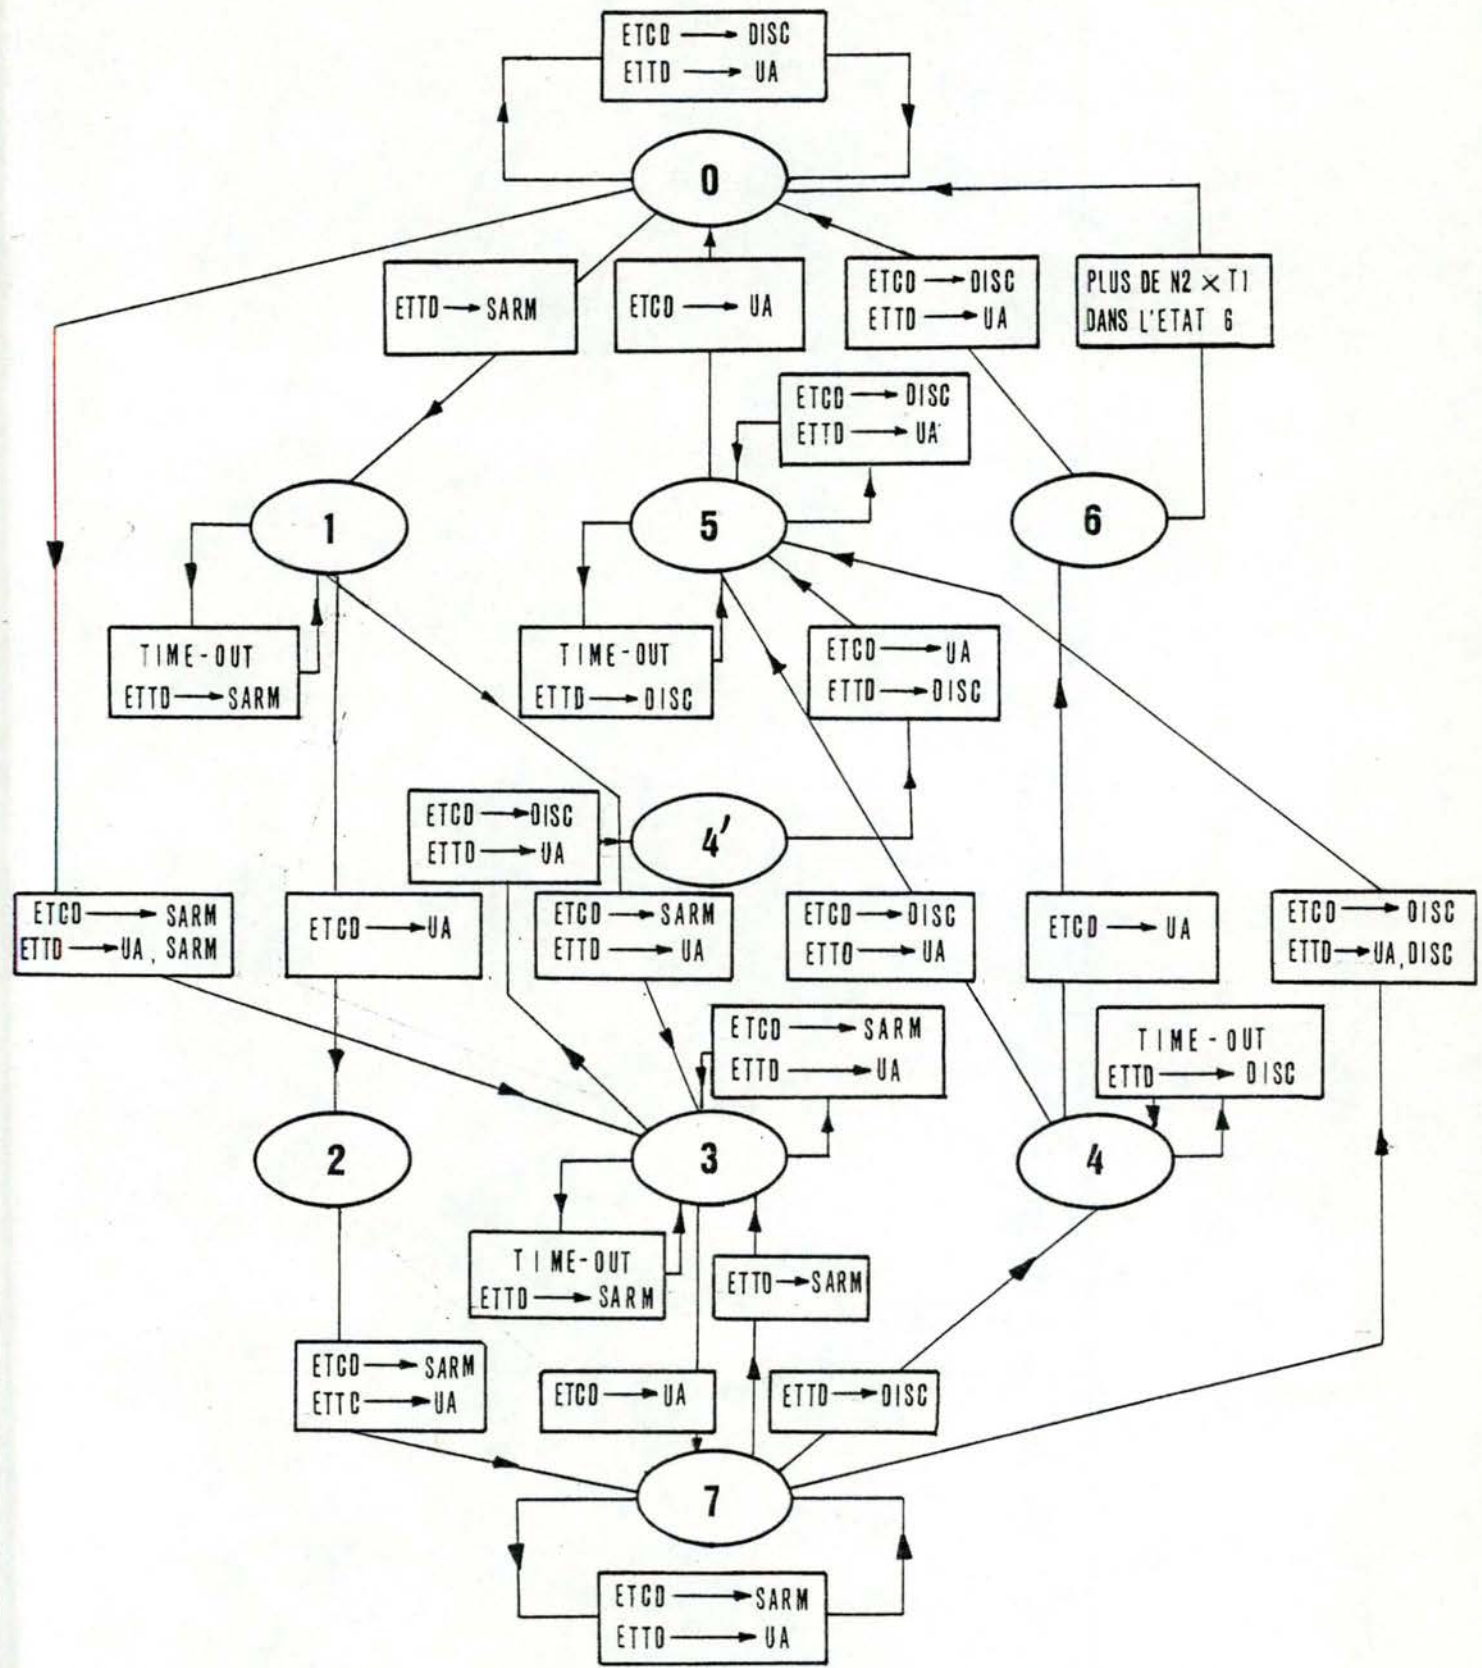 ETCD → DISC
ETTD → UA
0
ETTD → SARM
ETCD → UA
ETCD → DISC
ETTD → UA
PLUS DE N2 × T1
DANS L'ETAT 6
ETCD → DISC
ETTD → UA
1
5
6
TIME-OUT
ETTD → SARM
TIME-OUT
ETTD → DISC
ETCD → UA
ETTD → DISC
ETCD → DISC
ETTD → UA
4'
ETCD → SARM
ETTD → UA, SARM
ETCD → UA
ETCD → SARM
ETTD → UA
ETCD → DISC
ETTD → UA
ETCD → UA
ETCD → DISC
ETTD → UA, DISC
ETCD → SARM
ETTD → UA
TIME-OUT
ETTD → DISC
2
3
4
TIME-OUT
ETTD → SARM
ETTD → SARM
ETCD → SARM
ETTC → UA
ETCD → UA
ETTD → DISC
7
ETCD → SARM
ETTD → UA